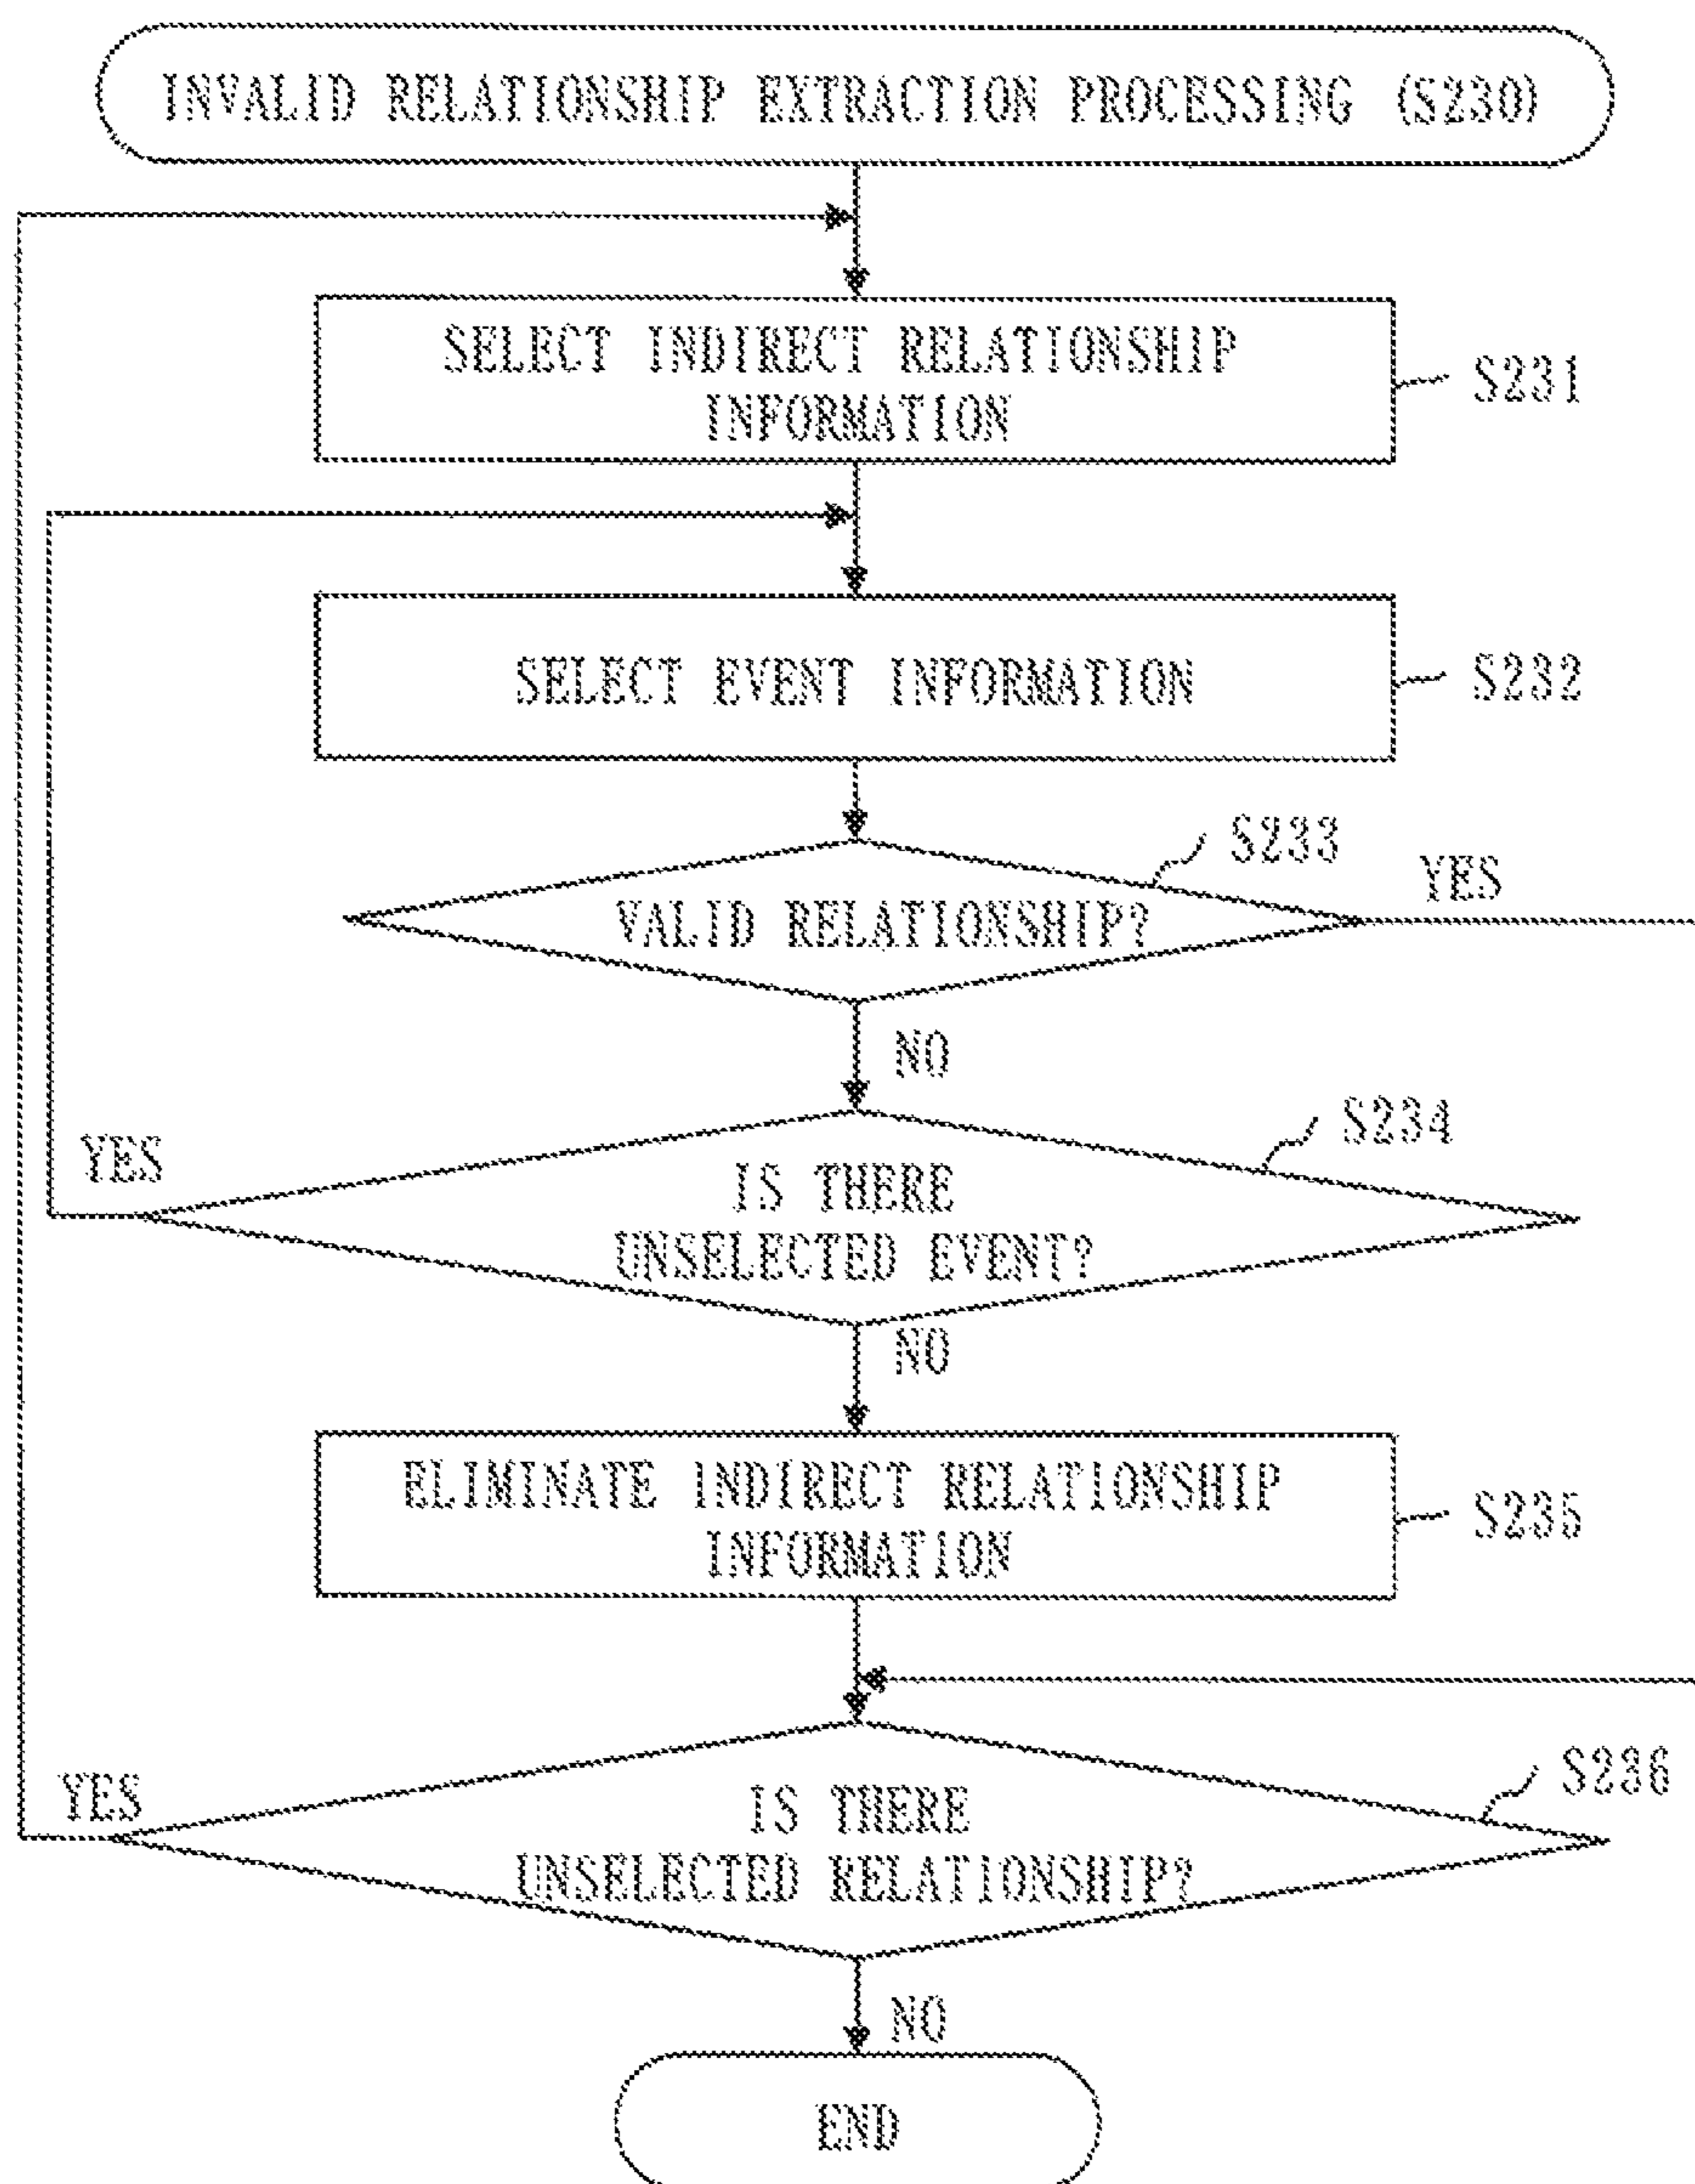 INVALID RELATIONSHIP EXTRACTION PROCESSING (S230)
SELECT INDIRECT RELATIONSHIP
INFORMATION
S231
SELECT EVENT INFORMATION
S232
S233
YES
VALID RELATIONSHIP?
NO
S234
YES
IS THERE
UNSELECTED EVENT?
NO
ELIMINATE INDIRECT RELATIONSHIP
INFORMATION
S235
S236
YES
IS THERE
UNSELECTED RELATIONSHIP?
NO
END